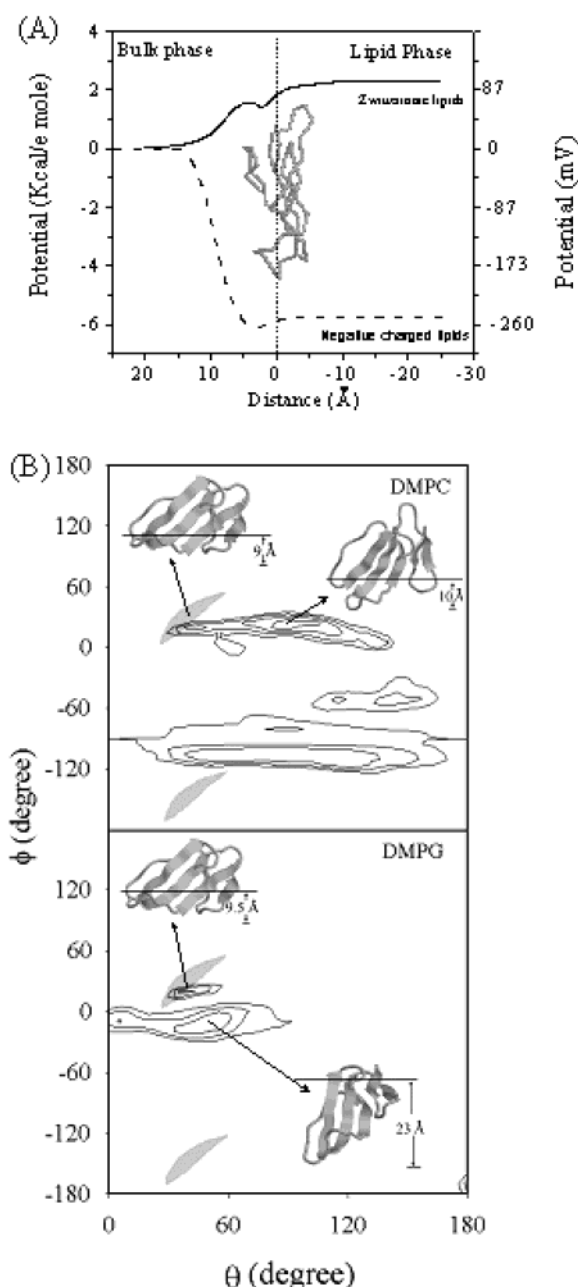 (A)
Bulk phase
Lipid Phase
Zwitterionic lipids
Negative charged lipids
Potential (Kcal/e mole)
4
2
0
-2
-4
-6
Potential (mV)
87
0
-87
-173
-260
20
10
0
-10
-20
-30
Distance (Å)
(B)
DMPC
9 Å
10 Å
180
120
60
0
-60
-120
DMPG
9.5 Å
23 Å
120
60
0
-60
-120
-180
ϕ (degree)
0
60
120
180
θ (degree)